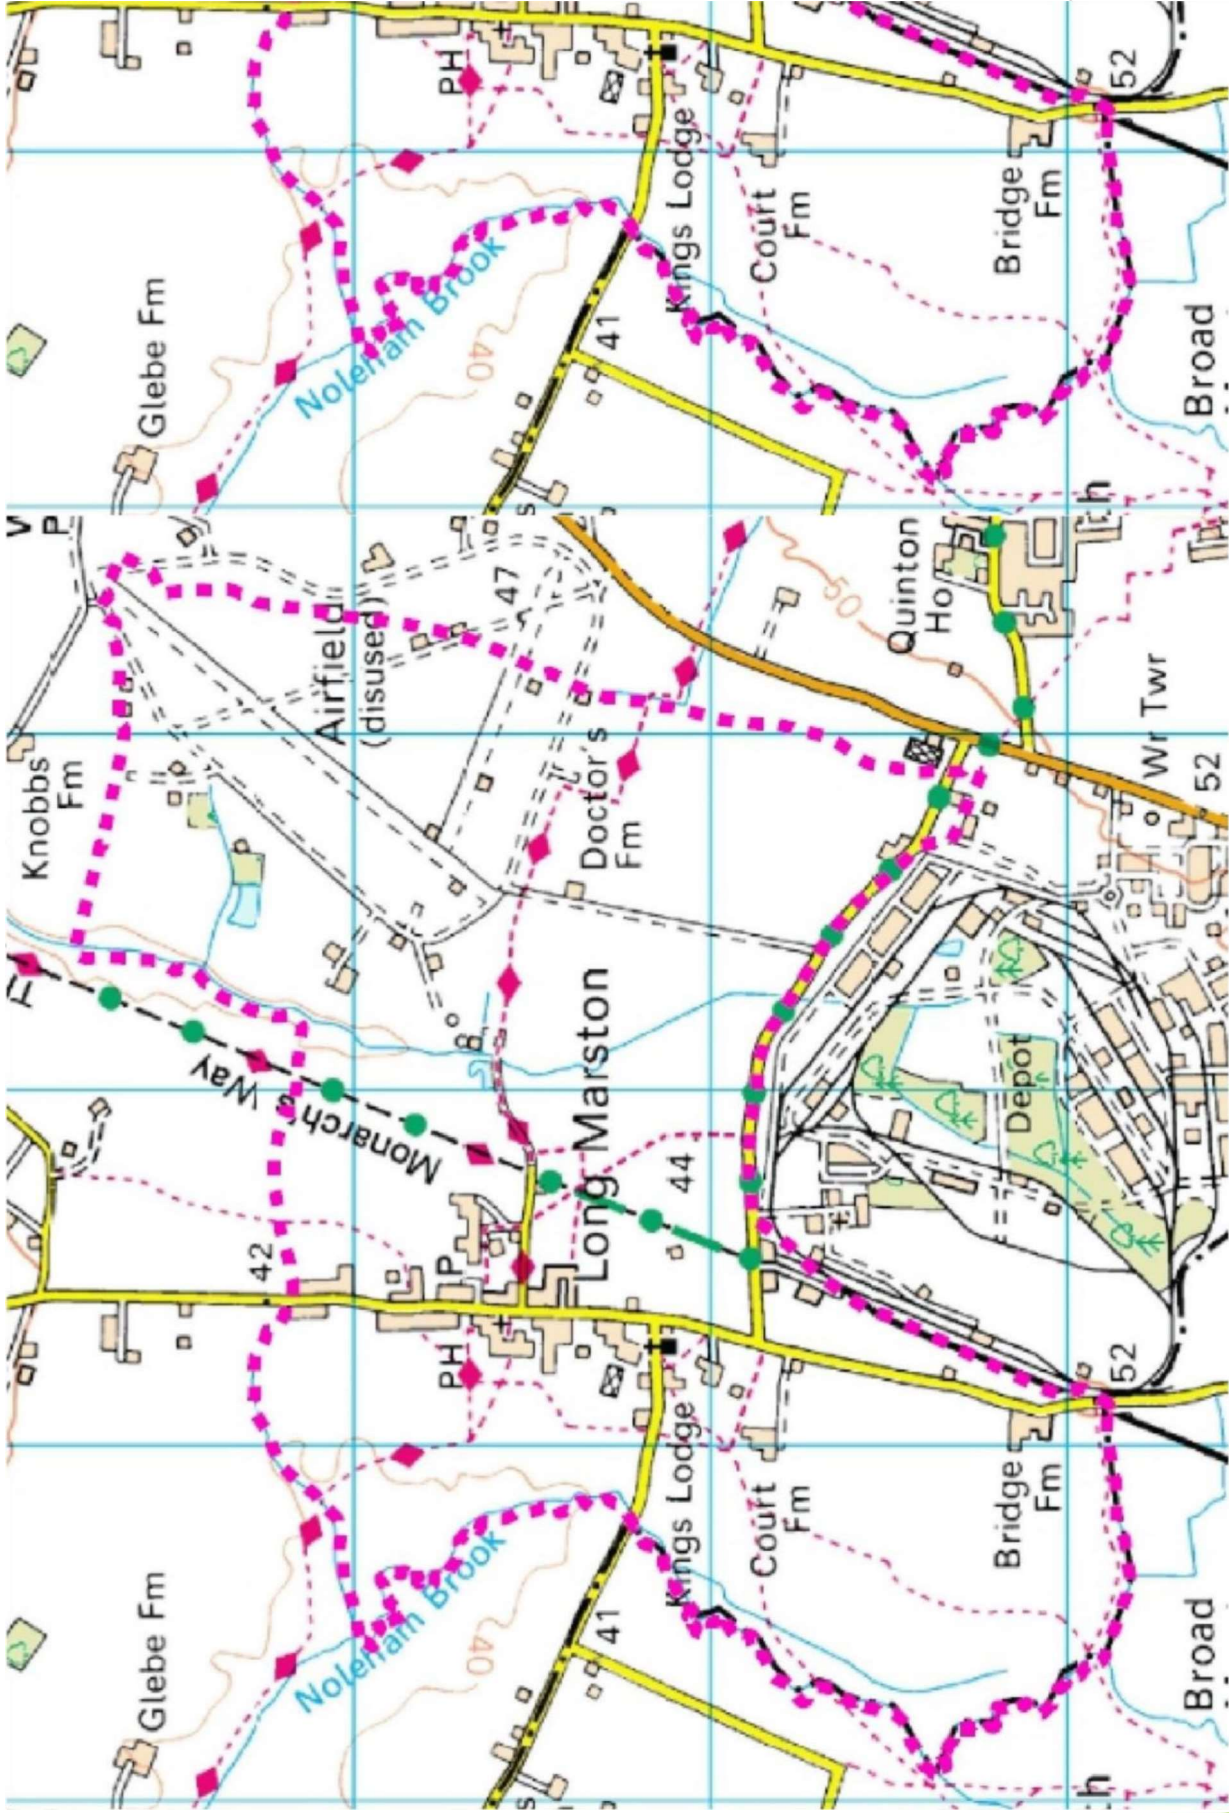 PH
52
Kings Lodge
Court
Fm
Bridge
Fm
Glebe Fm
Noleham Brook
40
41
Broad
Airfield
(disused)
47
50
Quinton
Ho
Knobbs
Fm
Doctor's
Fm
Wr Twr
52
Monarch's Way
Long Marston
44
Depot
42
P
PH
52
Kings Lodge
Court
Fm
Bridge
Fm
Glebe Fm
Noleham Brook
40
41
Broad